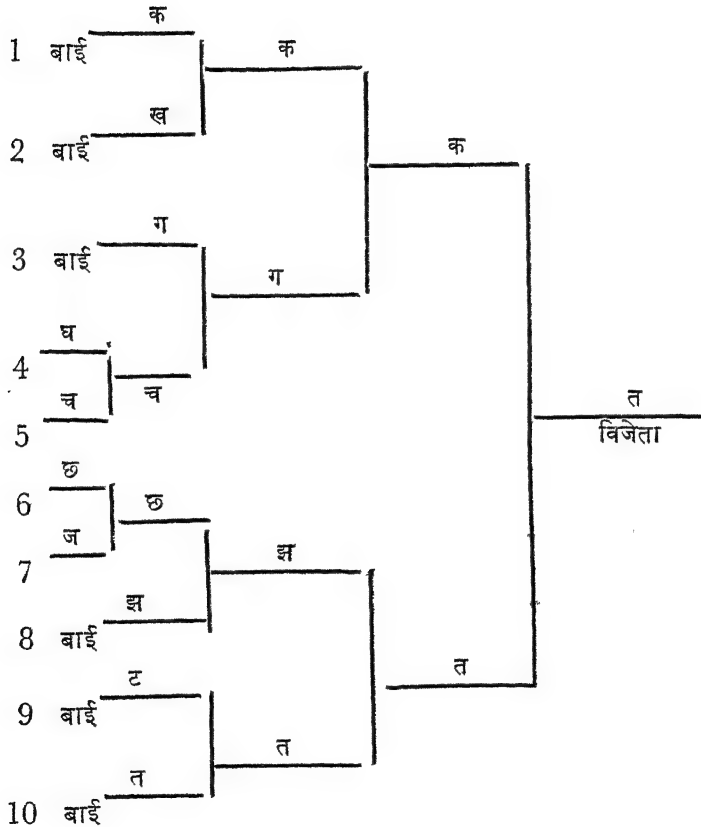 क
1 बाई
क
ख
2 बाई
क
ग
3 बाई
ग
घ
4
च
च
5
त
विजेता
छ
6
छ
ज
7
झ
झ
8 बाई
ट
9 बाई
त
त
त
10 बाई